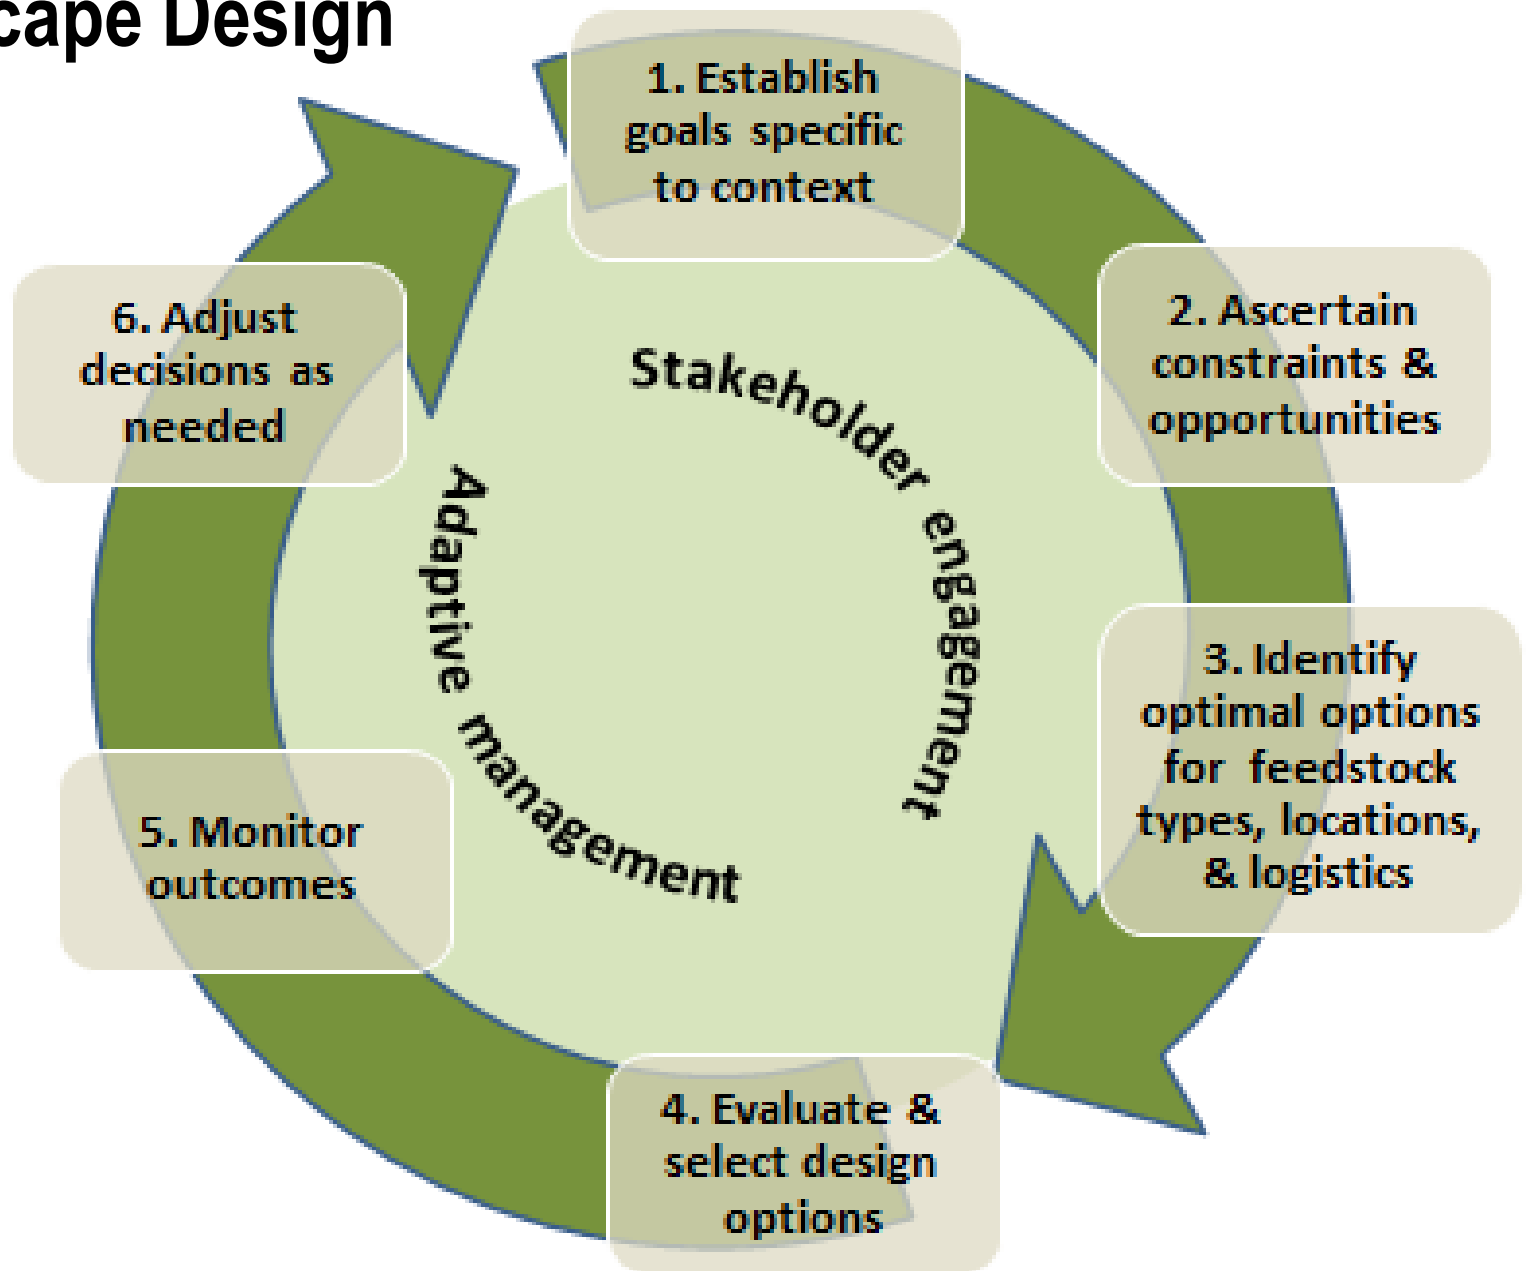 cape Design
1. Establish
goals specific
to context
2. Ascertain
constraints &
opportunities
3. Identify
optimal options
for feedstock
types, locations,
& logistics
4. Evaluate &
select design
options
5. Monitor
outcomes
6. Adjust
decisions as
needed
Stakeholder engagement
Adaptive management